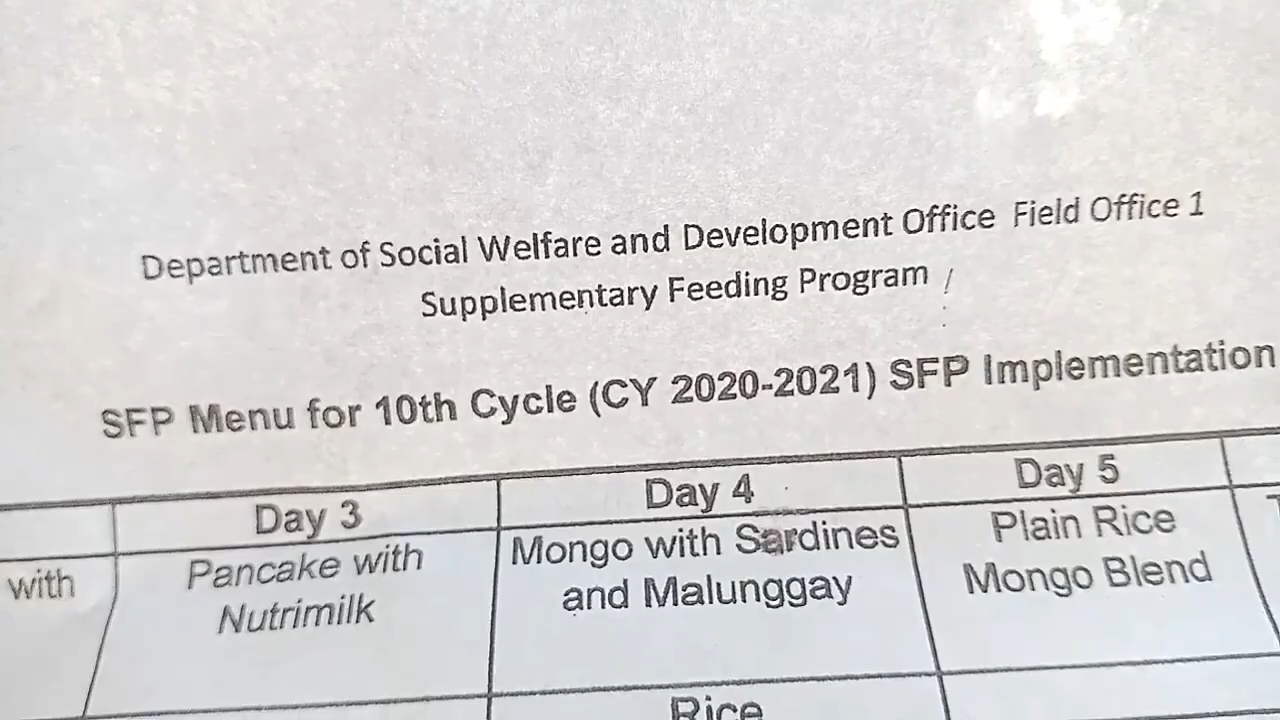 Department of Social Welfare and Development Office Field Office 1
Supplementary Feeding Program
SFP Menu for 10th Cycle (CY 2020-2021) SFP Implementation
Day 3
Day 4
Day 5
with
Pancake with
Nutrimilk
Mongo with Sardines
and Malunggay
Plain Rice
Mongo Blend
Rice